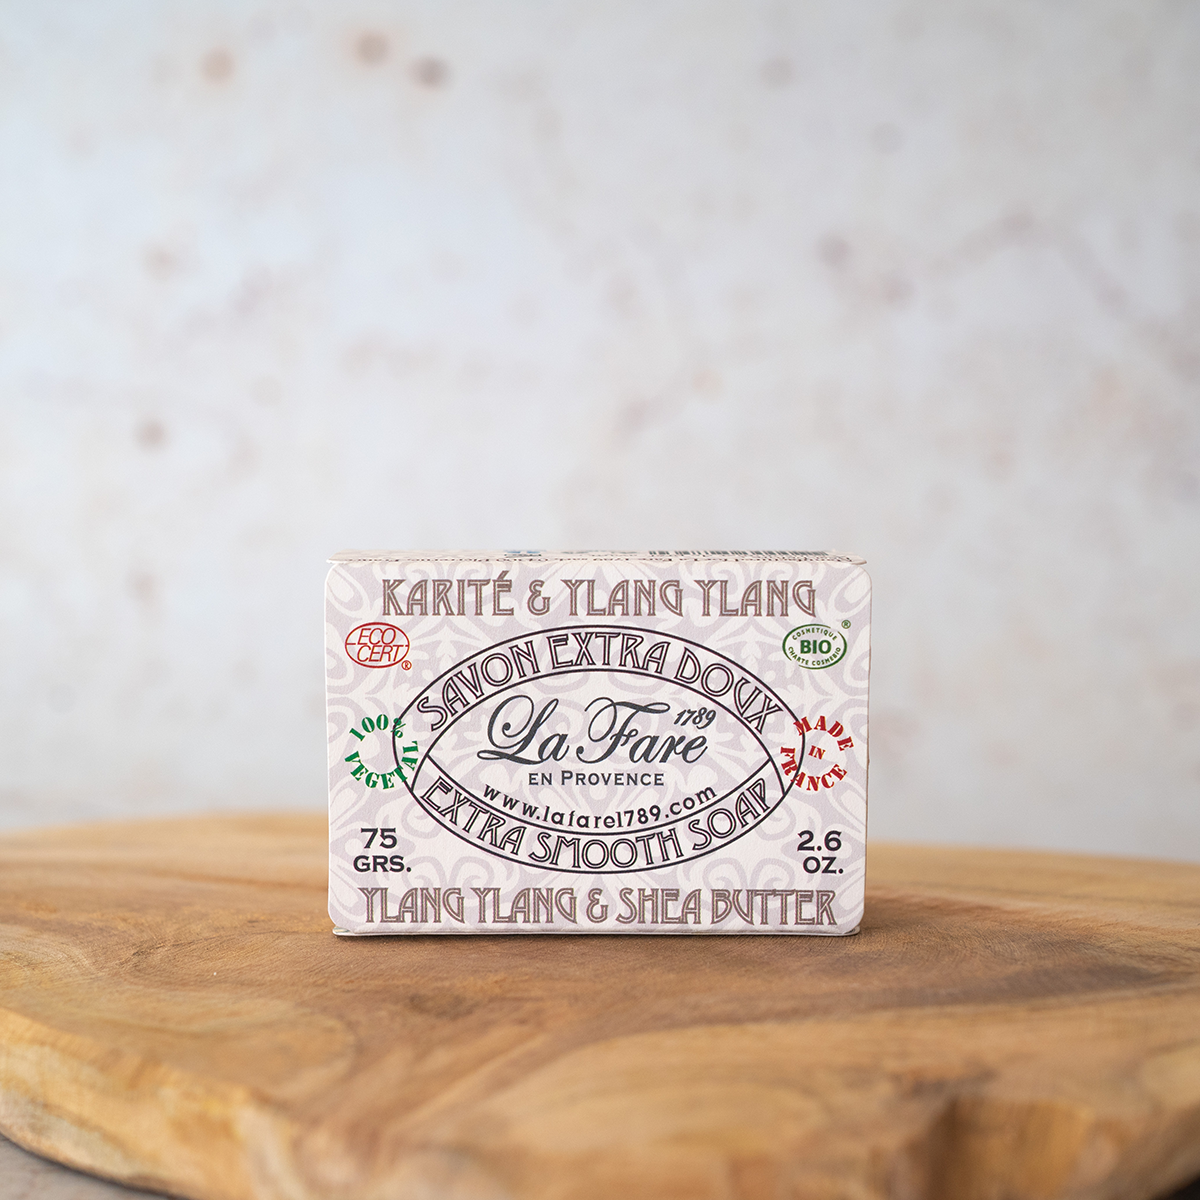 KARITÉ & YLANG YLANG
ECO
CERT
®
COSMETIQUE
BIO
CHARTE COSMEBIO
®
SAVON EXTRA DOUX
La Fare 1789
EN PROVENCE
www.lafare1789.com
EXTRA SMOOTH SOAP
100%
VEGETAL
MADE
IN
FRANCE
75
GRS.
2.6
OZ.
YLANG YLANG & SHEA BUTTER